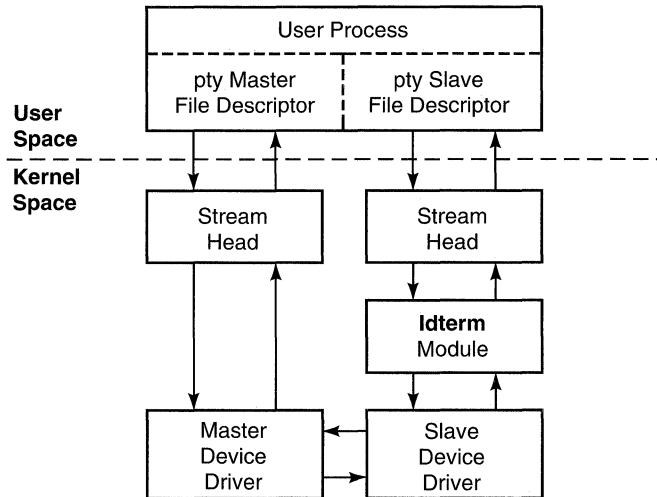 User Process
pty Master
File Descriptor
pty Slave
File Descriptor
User
Space
Kernel
Space
Stream
Head
Stream
Head
ldterm
Module
Master
Device
Driver
Slave
Device
Driver